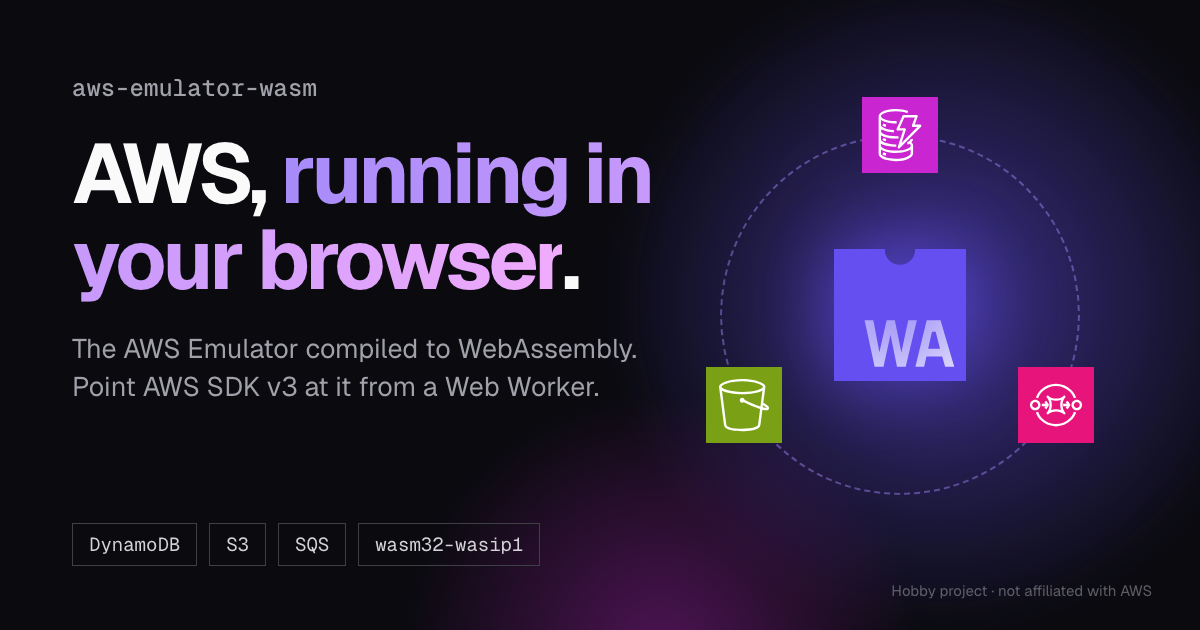 aws-emulator-wasm
AWS, running in
your browser.
The AWS Emulator compiled to WebAssembly.
Point AWS SDK v3 at it from a Web Worker.
WA
DynamoDB
S3
SQS
wasm32-wasip1
Hobby project · not affiliated with AWS